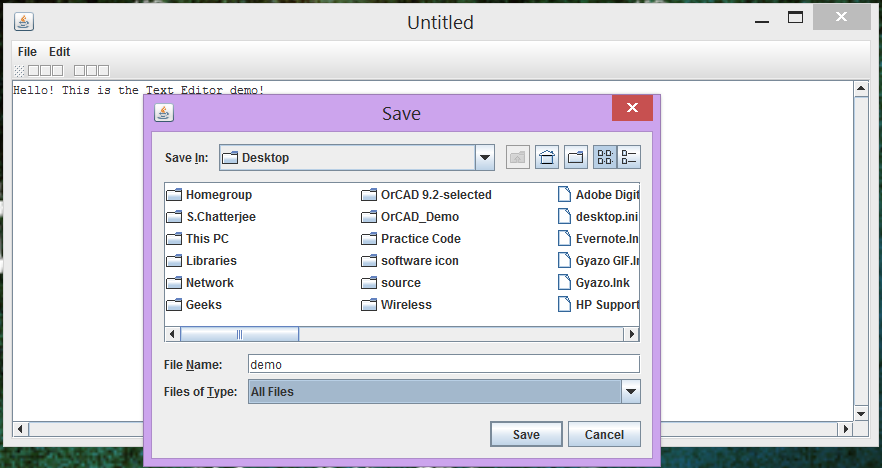 Untitled
File Edit
Hello! This is the Text Editor demo!
Save
Save In: Desktop
Homegroup OrCAD 9.2-selected Adobe Digit
S.Chatterjee OrCAD_Demo desktop.ini
This PC Practice Code Evernote.ln
Libraries software icon Gyazo GIF.ln
Network source Gyazo.lnk
Geeks Wireless HP Support
File Name: demo
Files of Type: All Files
Save Cancel